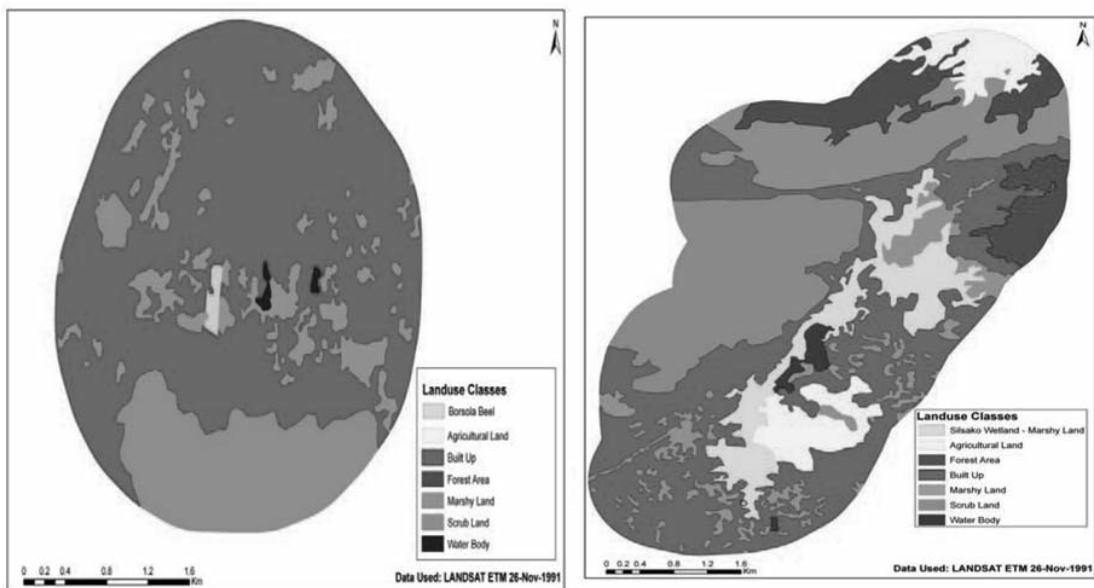 N
Landuse Classes
Borsola Beel
Agricultural Land
Built Up
Forest Area
Marshy Land
Scrub Land
Water Body
0 0.2 0.4 0.8 1.2 1.6
Km
Data Used: LANDSAT ETM 26-Nov-1991
N
Landuse Classes
Silsako Wetland - Marshy Land
Agricultural Land
Forest Area
Built Up
Marshy Land
Scrub Land
Water Body
0 0.2 0.4 0.8 1.2 1.6
Km
Data Used: LANDSAT ETM 26-Nov-1991